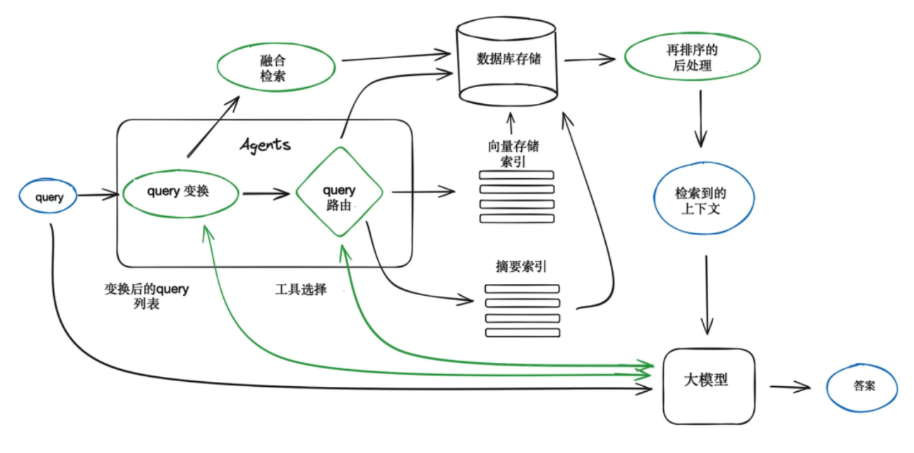 融合
检索
数据库存储
再排序的
后处理
Agents
向量存储
索引
query
query 变换
query
路由
检索到的
上下文
摘要索引
变换后的query
列表
工具选择
大模型
答案